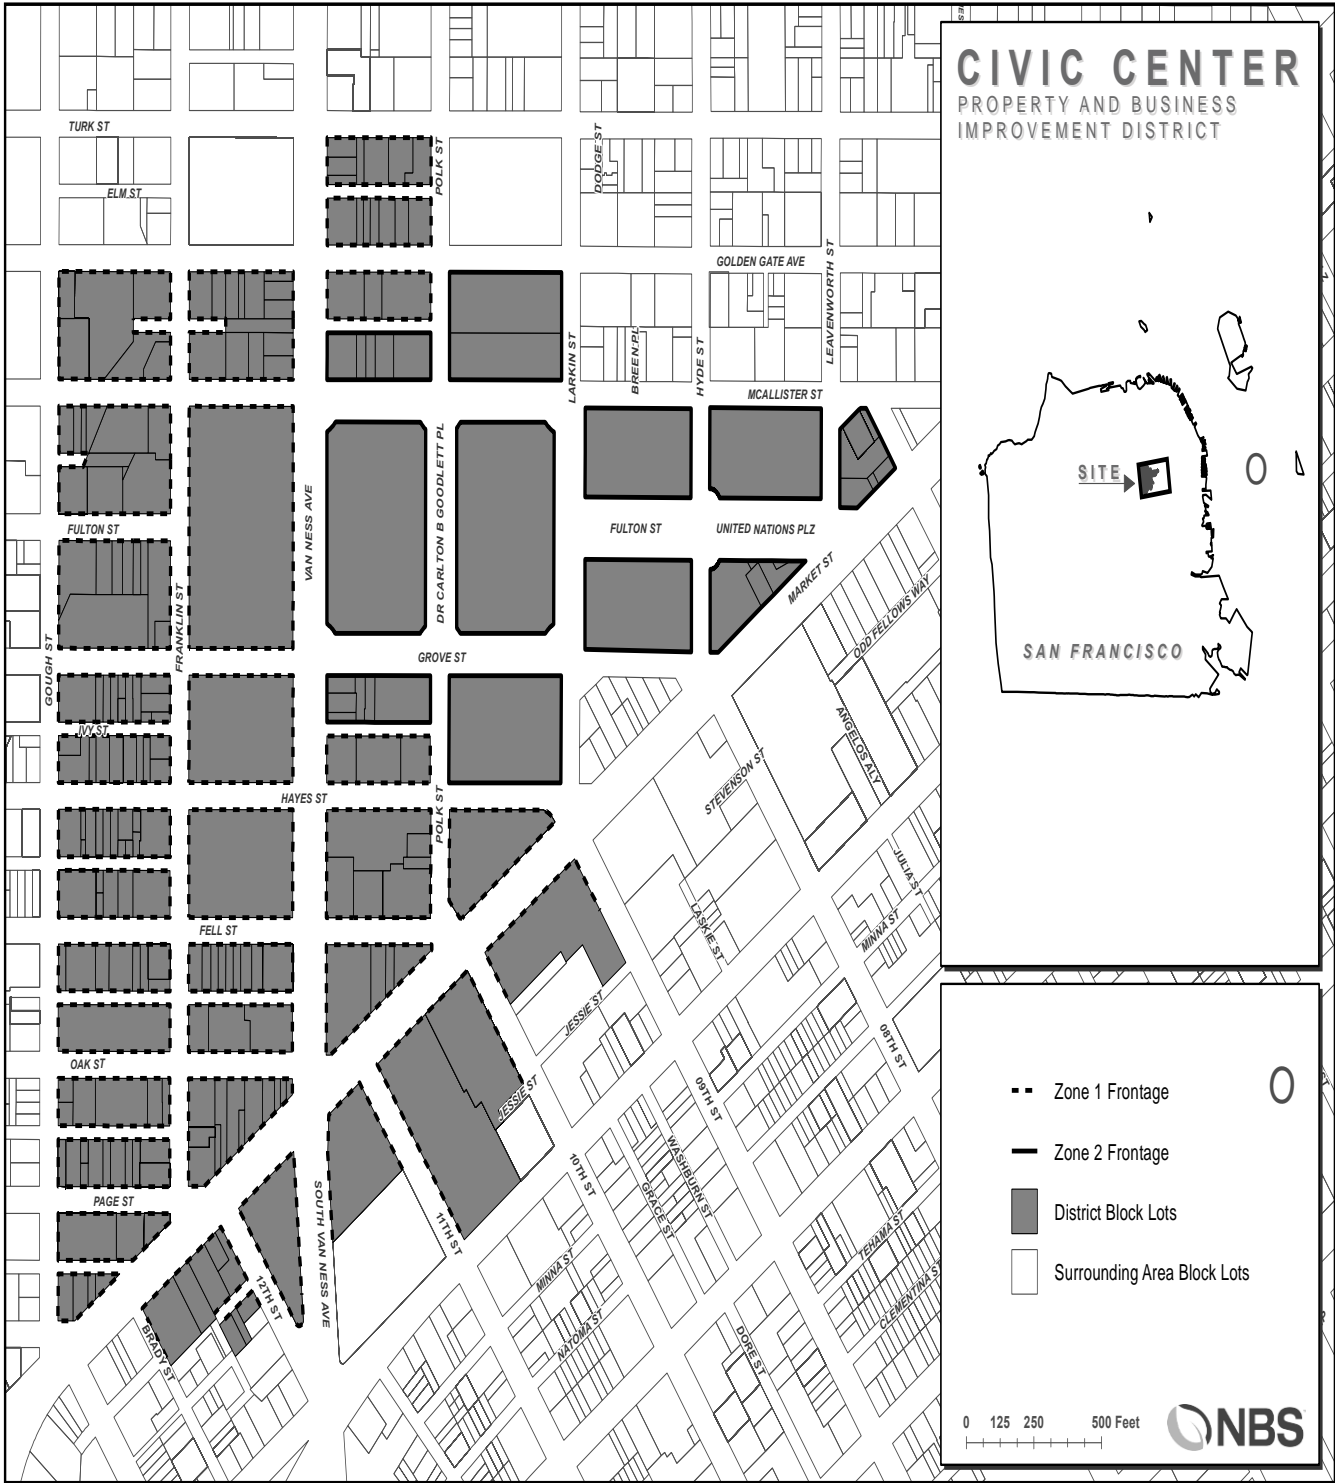 CIVIC CENTER
PROPERTY AND BUSINESS
IMPROVEMENT DISTRICT
SITE
SAN FRANCISCO
TURK ST
ELM ST
POLK ST
DODGE ST
GOLDEN GATE AVE
LEAVENWORTH ST
LARKIN ST
BREEN PL
HYDE ST
MCALLISTER ST
VAN NESS AVE
DR CARLTON B GOODLETT PL
FULTON ST
FULTON ST
UNITED NATIONS PLZ
MARKET ST
ODD FELLOWS WAY
GOUGH ST
FRANKLIN ST
GROVE ST
IVY ST
ANGELOS ALY
STEVENSON ST
HAYES ST
POLK ST
JULIA ST
LASKIE ST
MINNA ST
FELL ST
JESSIE ST
08TH ST
OAK ST
JESSIE ST
09TH ST
WASHBURN ST
GRACE ST
10TH ST
PAGE ST
SOUTH VAN NESS AVE
11TH ST
MINNA ST
TEHAMA ST
CLEMENTINA ST
12TH ST
BRADY ST
NATOMA ST
DORE ST
Zone 1 Frontage
Zone 2 Frontage
District Block Lots
Surrounding Area Block Lots
0 125 250 500 Feet
NBS